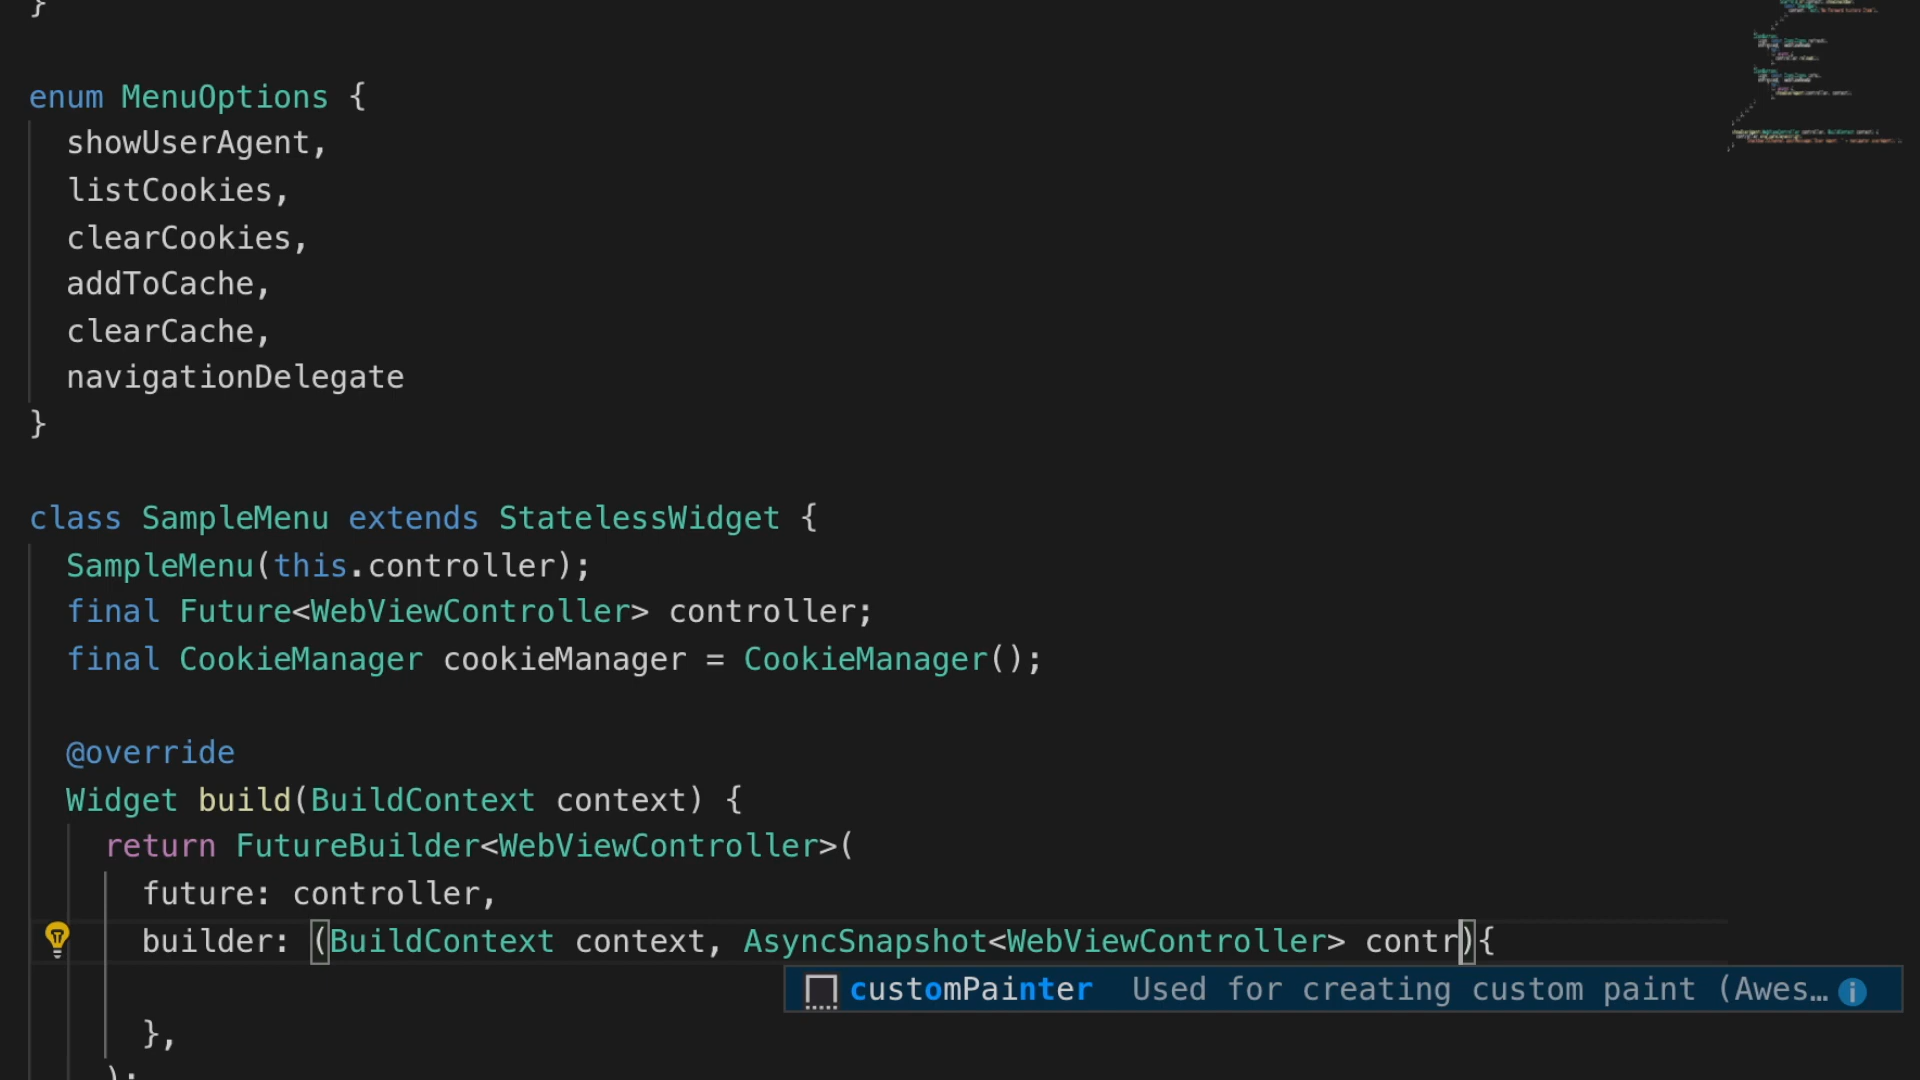 }
enum MenuOptions {
showUserAgent,
listCookies,
clearCookies,
addToCache,
clearCache,
navigationDelegate
}
class SampleMenu extends StatelessWidget {
SampleMenu(this.controller);
final Future<WebViewController> controller;
final CookieManager cookieManager = CookieManager();
@override
Widget build(BuildContext context) {
return FutureBuilder<WebViewController>(
future: controller,
builder: (BuildContext context, AsyncSnapshot<WebViewController> contr){
customPainter Used for creating custom paint (Awes…
},
);